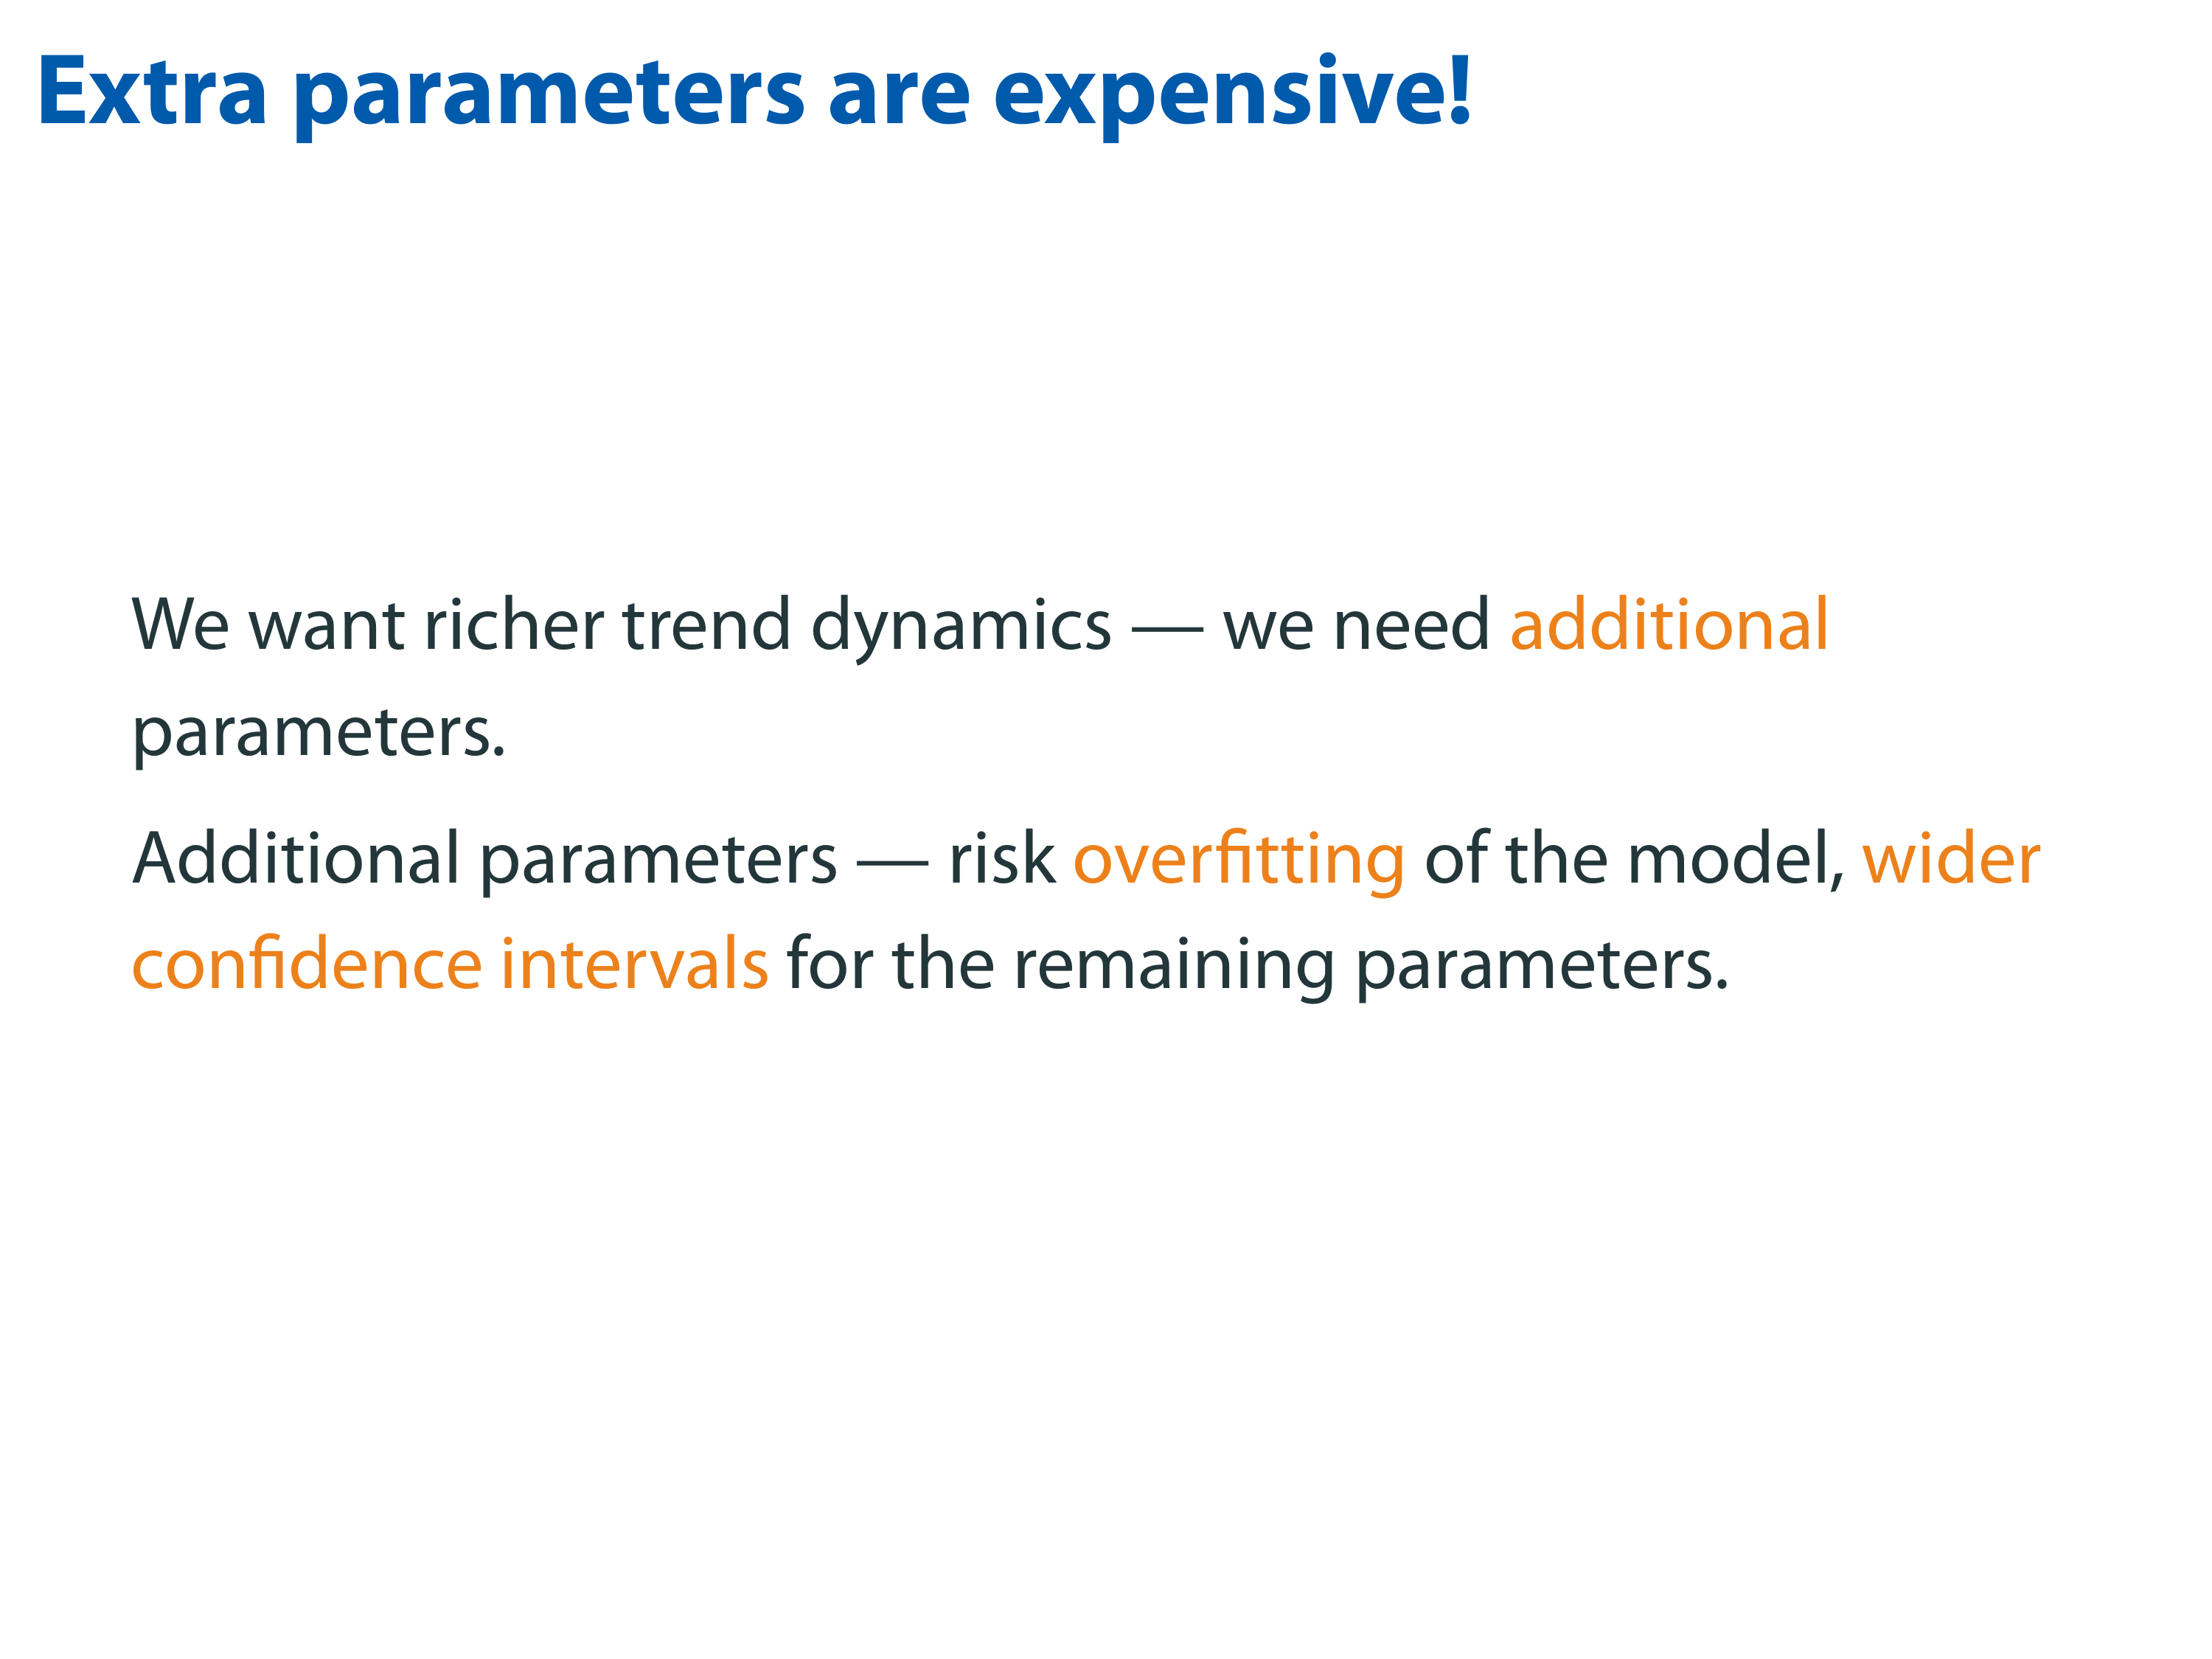 Extra parameters are expensive!
We want richer trend dynamics — we need additional
parameters.
Additional parameters — risk overfitting of the model, wider
confidence intervals for the remaining parameters.